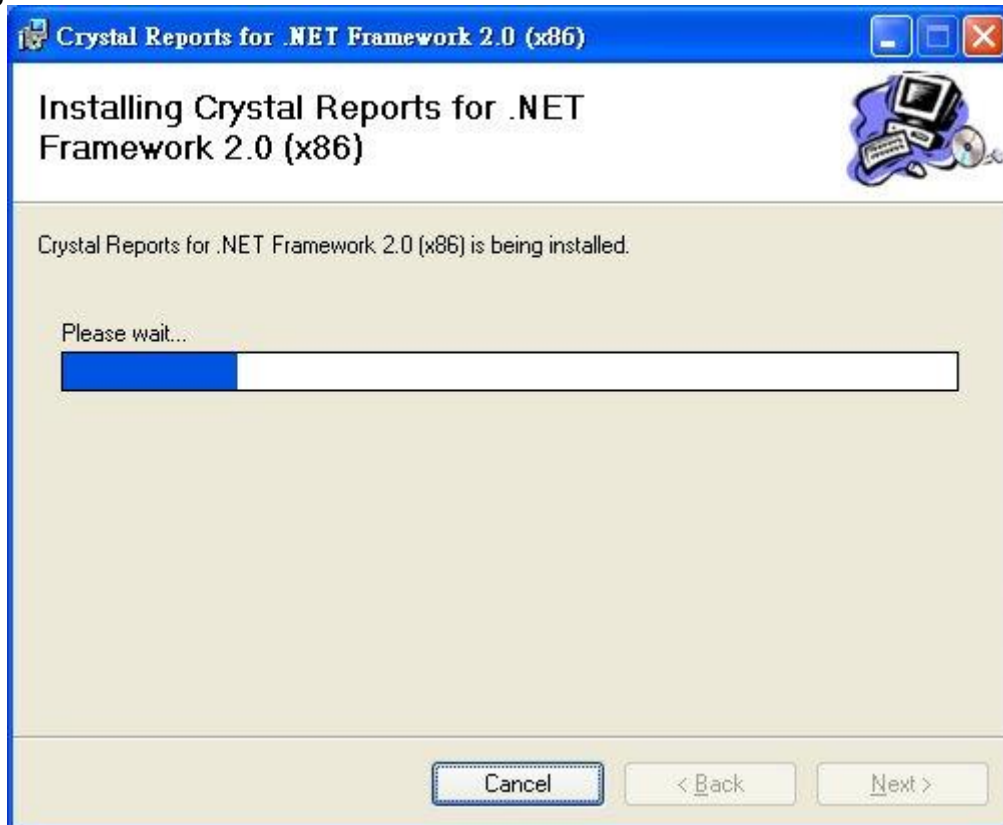 Crystal Reports for .NET Framework 2.0 (x86)
Installing Crystal Reports for .NET
Framework 2.0 (x86)
Crystal Reports for .NET Framework 2.0 (x86) is being installed.
Please wait...
Cancel
< Back
Next >